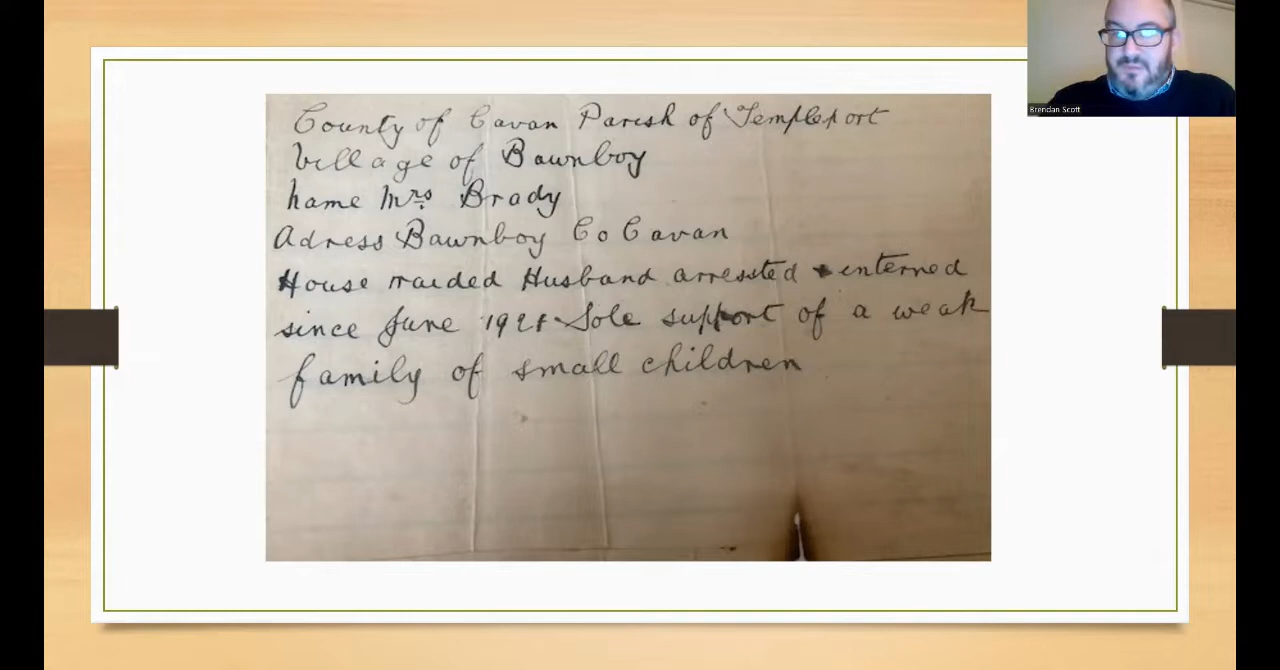 Brendan Scott
County of Cavan Parish of Templeport
Village of Bawnboy
name Mrs Brady
Adress Bawnboy Co Cavan
House raided Husband arrested + interned
since June 1921 Sole support of a weak
family of small children